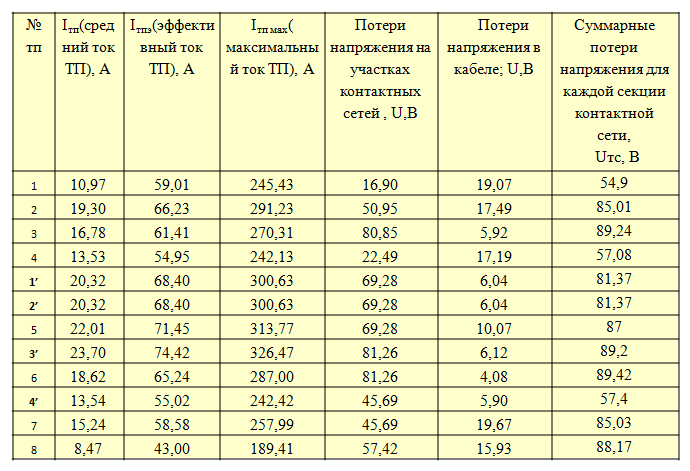 № тп | Iтп(средний ток ТП), А | Iтпэ(эффективный ток ТП), А | Iтп max(максимальный ток ТП), А | Потери напряжения на участках контактных сетей , U,В | Потери напряжения в кабеле; U,В | Суммарные потери напряжения для каждой секции контактной сети, Uтс, В
1 | 10,97 | 59,01 | 245,43 | 16,90 | 19,07 | 54,9
2 | 19,30 | 66,23 | 291,23 | 50,95 | 17,49 | 85,01
3 | 16,78 | 61,41 | 270,31 | 80,85 | 5,92 | 89,24
4 | 13,53 | 54,95 | 242,13 | 22,49 | 17,19 | 57,08
1′ | 20,32 | 68,40 | 300,63 | 69,28 | 6,04 | 81,37
2′ | 20,32 | 68,40 | 300,63 | 69,28 | 6,04 | 81,37
5 | 22,01 | 71,45 | 313,77 | 69,28 | 10,07 | 87
3′ | 23,70 | 74,42 | 326,47 | 81,26 | 6,12 | 89,2
6 | 18,62 | 65,24 | 287,00 | 81,26 | 4,08 | 89,42
4′ | 13,54 | 55,02 | 242,42 | 45,69 | 5,90 | 57,4
7 | 15,24 | 58,58 | 257,99 | 45,69 | 19,67 | 85,03
8 | 8,47 | 43,00 | 189,41 | 57,42 | 15,93 | 88,17